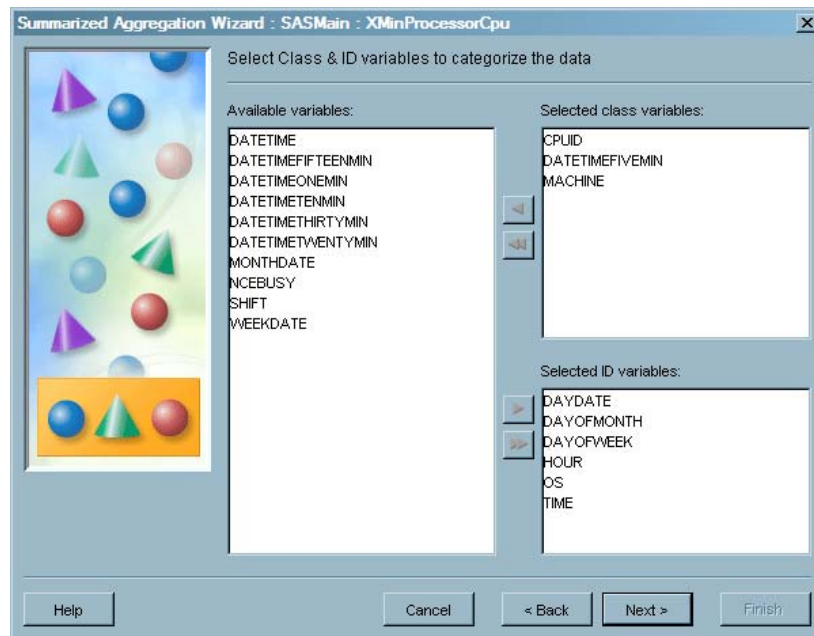 Summarized Aggregation Wizard : SASMain : XMinProcessorCpu
Select Class & ID variables to categorize the data
Available variables:
DATETIME
DATETIMEFIFTEENMIN
DATETIMEONEMIN
DATETIMETENMIN
DATETIMETHIRTYMIN
DATETIMETWENTYMIN
MONTHDATE
NCEBUSY
SHIFT
WEEKDATE
Selected class variables:
CPUID
DATETIMEFIVEMIN
MACHINE
Selected ID variables:
DAYDATE
DAYOFMONTH
DAYOFWEEK
HOUR
OS
TIME
Help
Cancel
< Back
Next >
Finish